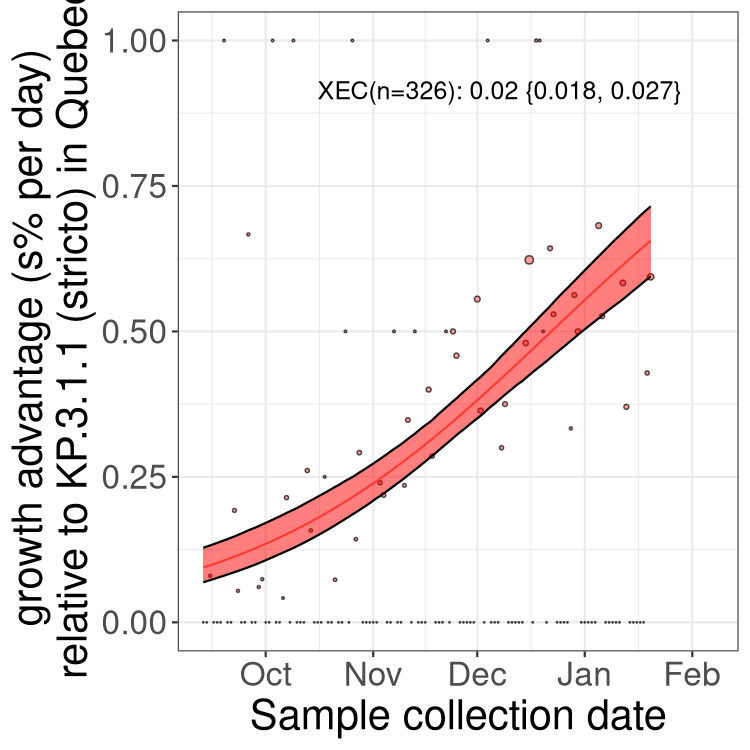 growth advantage (s% per day)
relative to KP.3.1.1 (stricto) in Quebec
1.00
0.75
0.50
0.25
0.00
XEC(n=326): 0.02 {0.018, 0.027}
Oct Nov Dec Jan Feb
Sample collection date